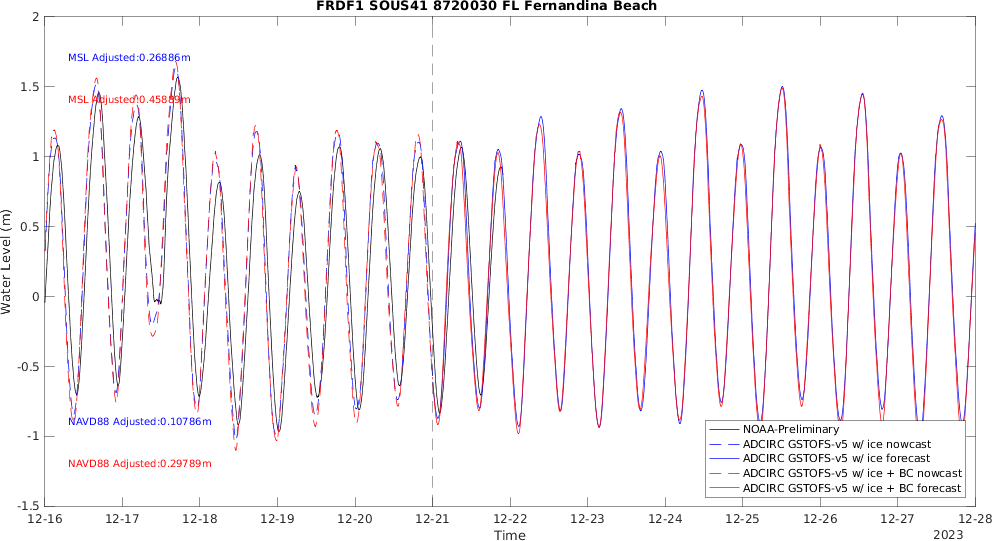 FRDF1 SOUS41 8720030 FL Fernandina Beach
2
1.5
1
0.5
0
-0.5
-1
-1.5
Water Level (m)
MSL Adjusted:0.26886m
MSL Adjusted:0.45889m
NAVD88 Adjusted:0.10786m
NAVD88 Adjusted:0.29789m
NOAA-Preliminary
ADCIRC GSTOFS-v5 w/ ice nowcast
ADCIRC GSTOFS-v5 w/ ice forecast
ADCIRC GSTOFS-v5 w/ ice + BC nowcast
ADCIRC GSTOFS-v5 w/ ice + BC forecast
12-16 12-17 12-18 12-19 12-20 12-21 12-22 12-23 12-24 12-25 12-26 12-27 12-28
Time
2023